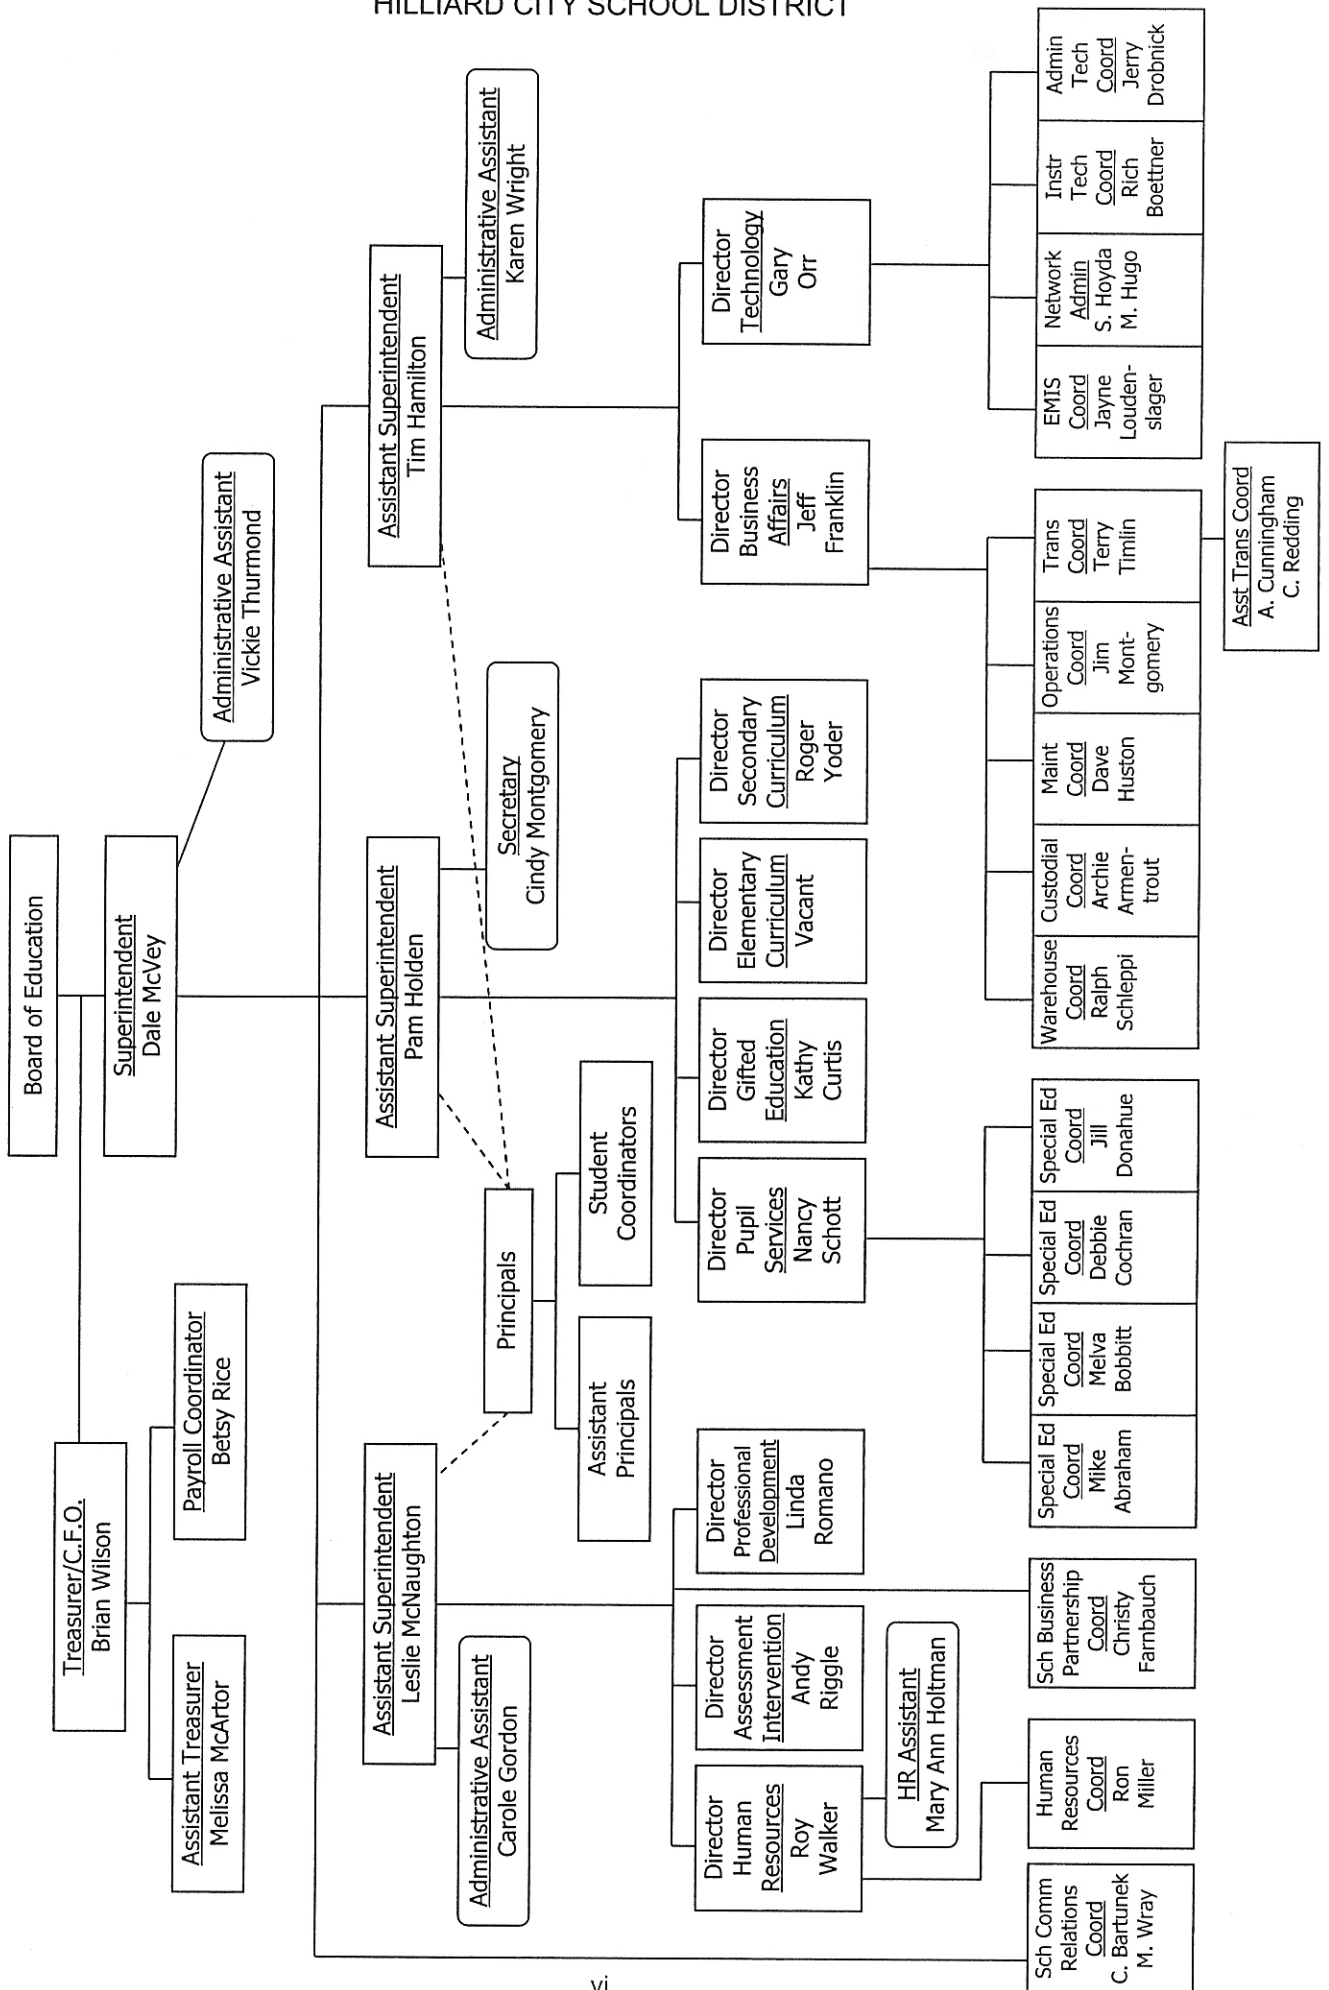 HILLIARD CITY SCHOOL DISTRICT
Board of Education
Treasurer/C.F.O.
Brian Wilson
Superintendent
Dale McVey
Assistant Treasurer
Melissa McArtor
Payroll Coordinator
Betsy Rice
Administrative Assistant
Vickie Thurmond
Assistant Superintendent
Leslie McNaughton
Assistant Superintendent
Pam Holden
Assistant Superintendent
Tim Hamilton
Administrative Assistant
Carole Gordon
Principals
Secretary
Cindy Montgomery
Administrative Assistant
Karen Wright
Assistant
Principals
Student
Coordinators
Director
Human
Resources
Roy
Walker
Director
Assessment
Intervention
Andy
Riggle
Director
Professional
Development
Linda
Romano
Director
Pupil
Services
Nancy
Schott
Director
Gifted
Education
Kathy
Curtis
Director
Elementary
Curriculum
Vacant
Director
Secondary
Curriculum
Roger
Yoder
Director
Business
Affairs
Jeff
Franklin
Director
Technology
Gary
Orr
HR Assistant
Mary Ann Holtman
Sch Comm
Relations
Coord
C. Bartunek
M. Wray
Human
Resources
Coord
Ron
Miller
Sch Business
Partnership
Coord
Christy
Farnbauch
Special Ed
Coord
Mike
Abraham
Special Ed
Coord
Melva
Bobbitt
Special Ed
Coord
Debbie
Cochran
Special Ed
Coord
Jill
Donahue
Warehouse
Coord
Ralph
Schleppi
Custodial
Coord
Archie
Armen-
trout
Maint
Coord
Dave
Huston
Operations
Coord
Jim
Mont-
gomery
Trans
Coord
Terry
Timlin
EMIS
Coord
Jayne
Louden-
slager
Network
Admin
S. Hoyda
M. Hugo
Instr
Tech
Coord
Rich
Boettner
Admin
Tech
Coord
Jerry
Drobnick
Asst Trans Coord
A. Cunningham
C. Redding
vi